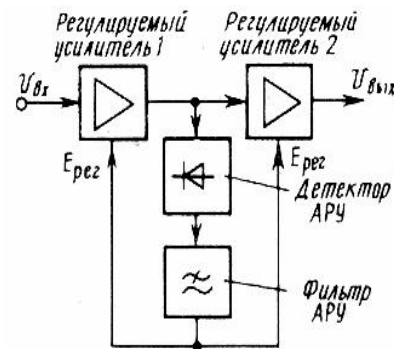 Регулируемый
усилитель 1
Регулируемый
усилитель 2
Uвх
Uвых
Eрег
Eрег
Детектор
АРУ
Фильтр
АРУ